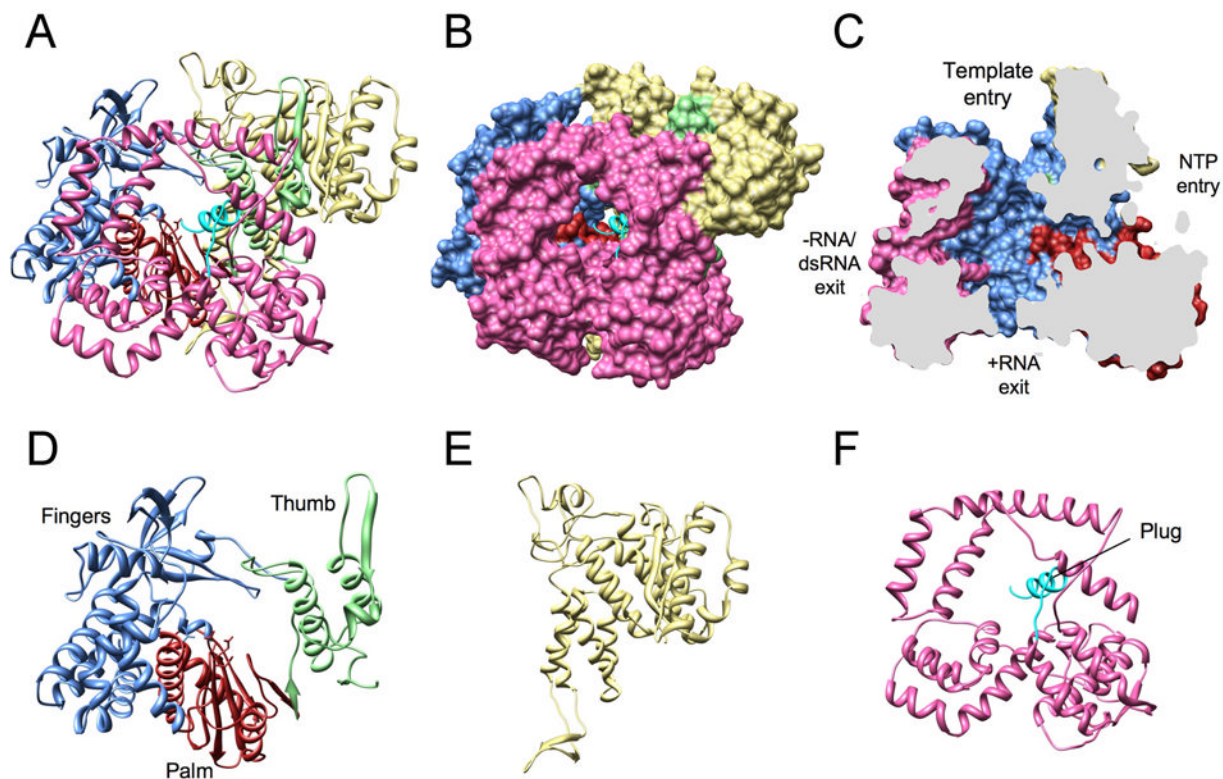 A
B
C
Template
entry
NTP
entry
-RNA/
dsRNA
exit
+RNA
exit
D
Fingers
Thumb
Palm
E
F
Plug